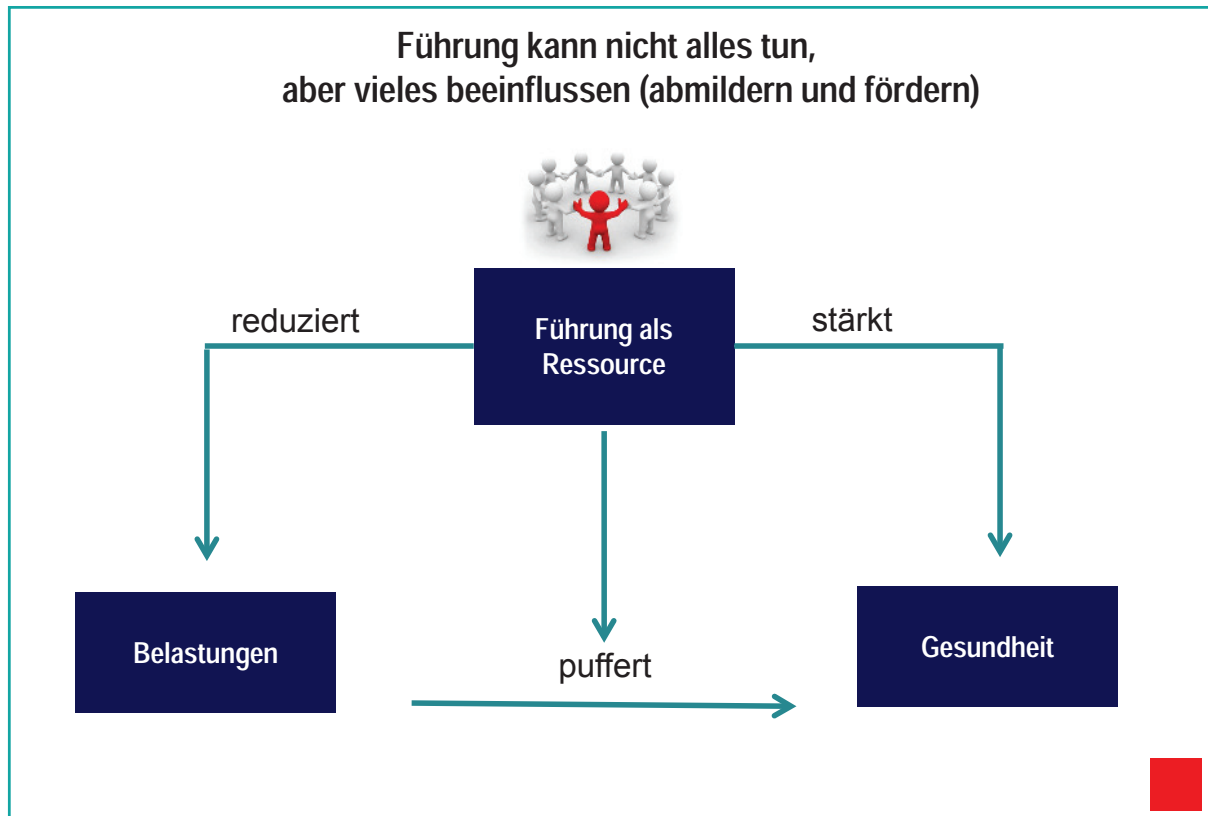 Führung kann nicht alles tun,
aber vieles beeinflussen (abmildern und fördern)
reduziert
Führung als
Ressource
stärkt
Belastungen
puffert
Gesundheit